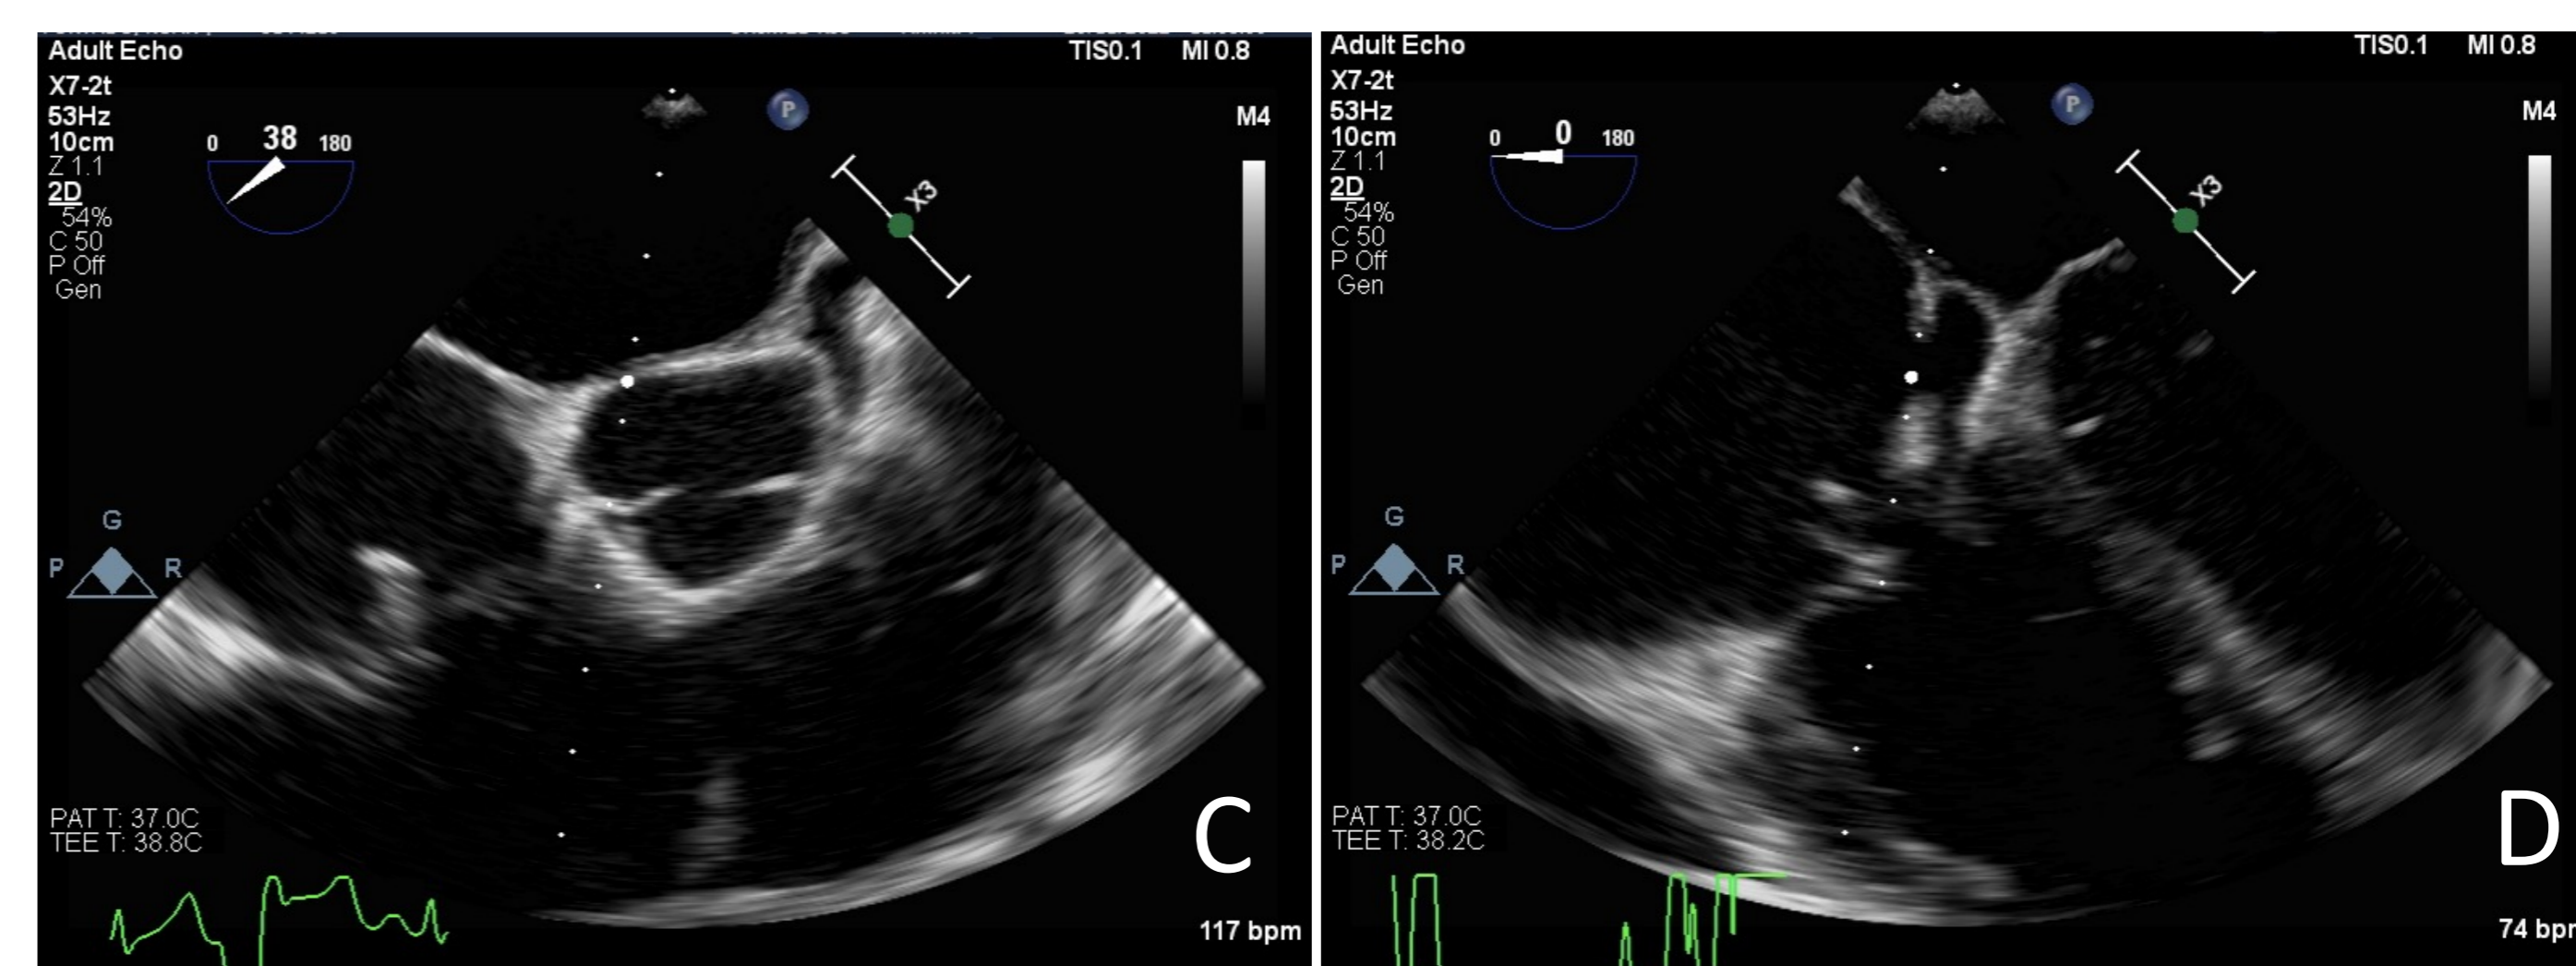 Adult Echo
TIS0.1 MI 0.8
X7-2t
53Hz
10cm
Z 1.1
2D
54%
C 50
P Off
Gen
0 38 180
P
X3
M4
G
P R
PAT T: 37.0C
TEE T: 38.8C
C
117 bpm
Adult Echo
TIS0.1 MI 0.8
X7-2t
53Hz
10cm
Z 1.1
2D
54%
C 50
P Off
Gen
0 0 180
P
X3
M4
G
P R
PAT T: 37.0C
TEE T: 38.2C
D
74 bpm